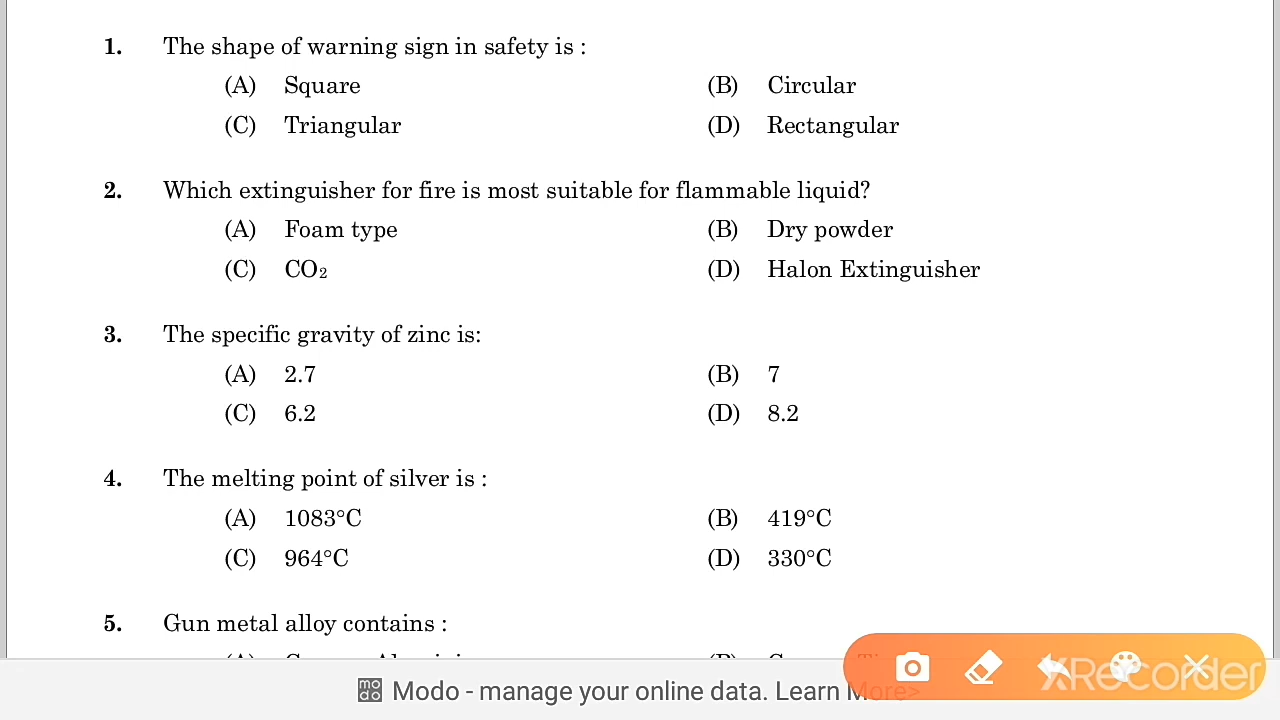 1. The shape of warning sign in safety is :
(A) Square (B) Circular
(C) Triangular (D) Rectangular
2. Which extinguisher for fire is most suitable for flammable liquid?
(A) Foam type (B) Dry powder
(C) CO₂ (D) Halon Extinguisher
3. The specific gravity of zinc is:
(A) 2.7 (B) 7
(C) 6.2 (D) 8.2
4. The melting point of silver is :
(A) 1083°C (B) 419°C
(C) 964°C (D) 330°C
5. Gun metal alloy contains :
modo Modo - manage your online data. Learn More>
XRecorder